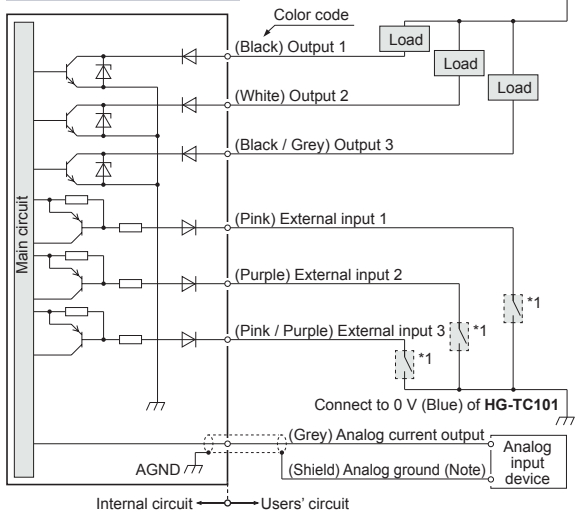 Color code
(Black) Output 1
Load
(White) Output 2
Load
(Black / Grey) Output 3
Load
Main circuit
(Pink) External input 1
(Purple) External input 2
*1
(Pink / Purple) External input 3
*1
*1
Connect to 0 V (Blue) of HG-TC101
(Grey) Analog current output
AGND
(Shield) Analog ground (Note)
Analog
input
device
Internal circuit
Users' circuit